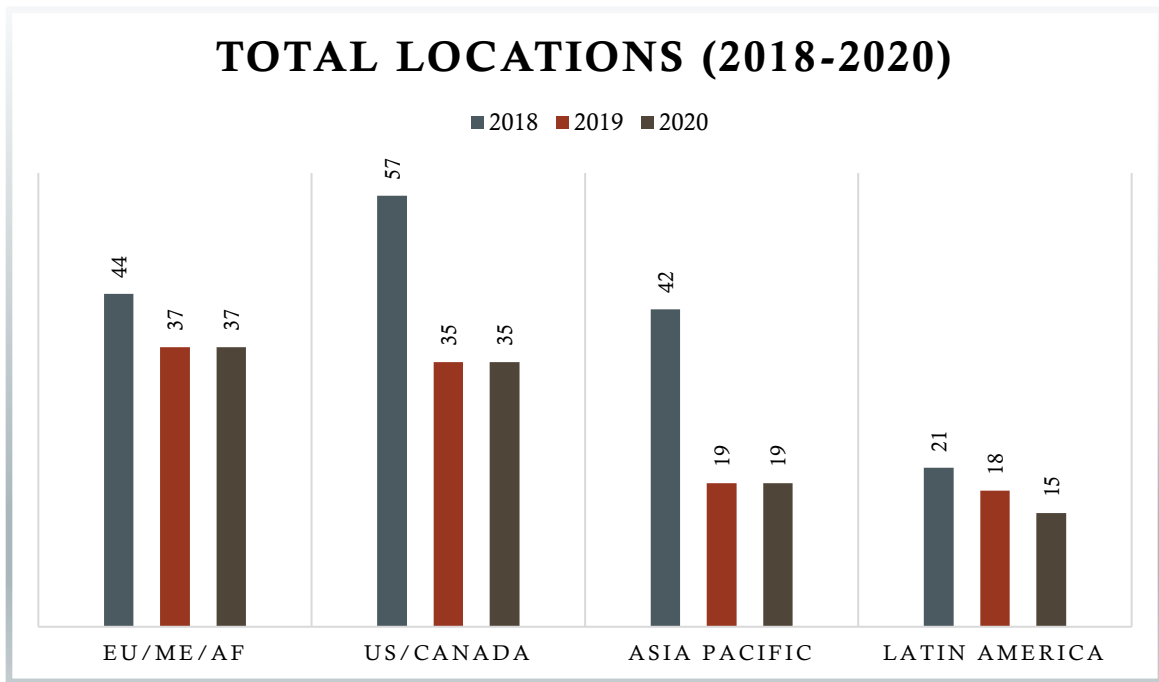 TOTAL LOCATIONS (2018-2020)
2018 2019 2020
44 37 37 57 35 35 42 19 19 21 18 15
EU/ME/AF US/CANADA ASIA PACIFIC LATIN AMERICA